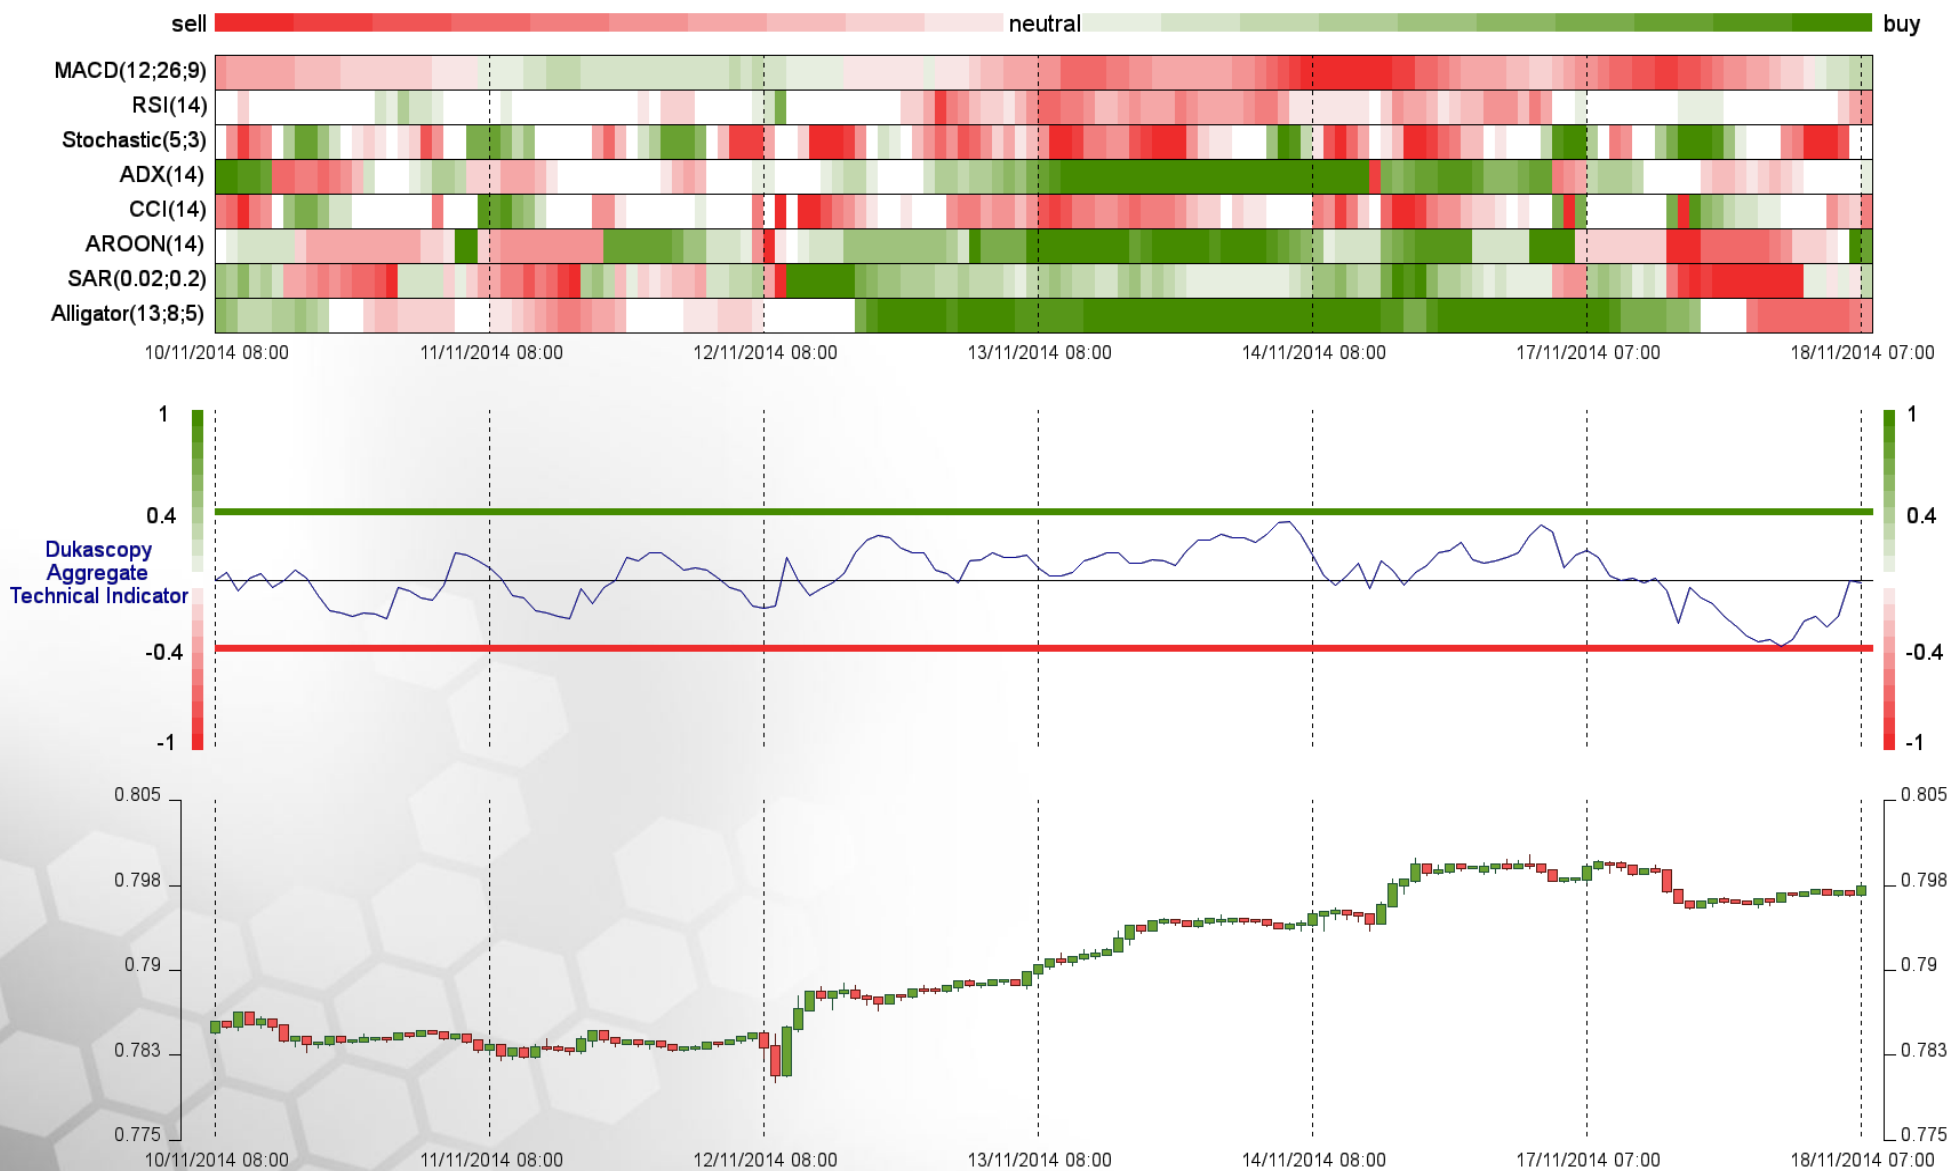 sell neutral buy
MACD(12;26;9)
RSI(14)
Stochastic(5;3)
ADX(14)
CCI(14)
AROON(14)
SAR(0.02;0.2)
Alligator(13;8;5)
10/11/2014 08:00 11/11/2014 08:00 12/11/2014 08:00 13/11/2014 08:00 14/11/2014 08:00 17/11/2014 07:00 18/11/2014 07:00
1 1
0.4 0.4
Dukascopy
Aggregate
Technical Indicator
-0.4 -0.4
-1 -1
0.805 0.805
0.798 0.798
0.79 0.79
0.783 0.783
0.775 0.775
10/11/2014 08:00 11/11/2014 08:00 12/11/2014 08:00 13/11/2014 08:00 14/11/2014 08:00 17/11/2014 07:00 18/11/2014 07:00